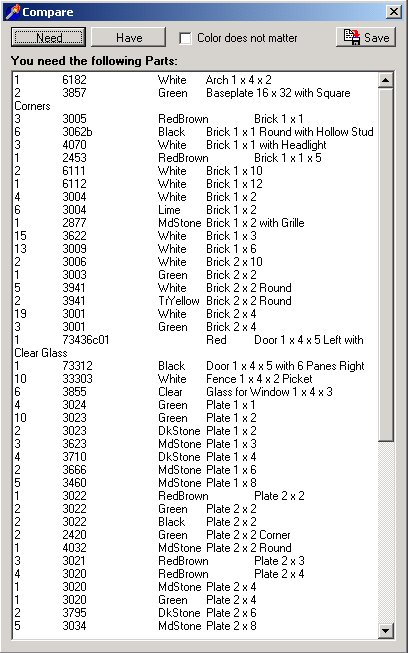 Compare
Need Have Color does not matter Save
You need the following Parts:
1 6182 White Arch 1 x 4 x 2
2 3857 Green Baseplate 16 x 32 with Square
Corners
3 3005 RedBrown Brick 1 x 1
6 3062b Black Brick 1 x 1 Round with Hollow Stud
3 4070 White Brick 1 x 1 with Headlight
1 2453 RedBrown Brick 1 x 1 x 5
2 6111 White Brick 1 x 10
1 6112 White Brick 1 x 12
4 3004 White Brick 1 x 2
6 3004 Lime Brick 1 x 2
1 2877 MdStone Brick 1 x 2 with Grille
15 3622 White Brick 1 x 3
13 3009 White Brick 1 x 6
2 3006 White Brick 2 x 10
1 3003 Green Brick 2 x 2
5 3941 White Brick 2 x 2 Round
2 3941 TrYellow Brick 2 x 2 Round
19 3001 White Brick 2 x 4
3 3001 Green Brick 2 x 4
1 73436c01 Red Door 1 x 4 x 5 Left with
Clear Glass
1 73312 Black Door 1 x 4 x 5 with 6 Panes Right
10 33303 White Fence 1 x 4 x 2 Picket
6 3855 Clear Glass for Window 1 x 4 x 3
4 3024 Green Plate 1 x 1
10 3023 Green Plate 1 x 2
2 3023 DkStone Plate 1 x 2
3 3623 MdStone Plate 1 x 3
4 3710 DkStone Plate 1 x 4
2 3666 MdStone Plate 1 x 6
5 3460 MdStone Plate 1 x 8
1 3022 RedBrown Plate 2 x 2
2 3022 Green Plate 2 x 2
2 3022 Black Plate 2 x 2
2 2420 Green Plate 2 x 2 Corner
1 4032 MdStone Plate 2 x 2 Round
3 3021 RedBrown Plate 2 x 3
4 3020 RedBrown Plate 2 x 4
1 3020 MdStone Plate 2 x 4
1 3020 Green Plate 2 x 4
2 3795 DkStone Plate 2 x 6
5 3034 MdStone Plate 2 x 8